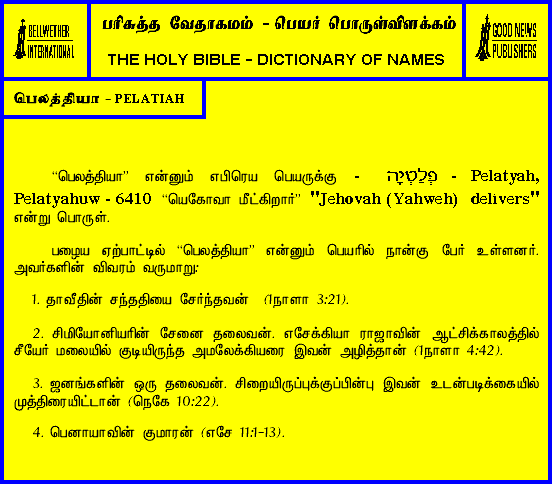 BELLWETHER
INTERNATIONAL
பரிசுத்த வேதாகமம் - பெயர் பொருள்விளக்கம்
THE HOLY BIBLE - DICTIONARY OF NAMES
GOOD NEWS
PUBLISHERS
பெலத்தியா - PELATIAH
“பெலத்தியா” என்னும் எபிரெய பெயருக்கு - פְּלַטְיָה - Pelatyah,
Pelatyahuw - 6410 “யெகோவா மீட்கிறார்” "Jehovah (Yahweh) delivers"
என்று பொருள்.
பழைய ஏற்பாட்டில் “பெலத்தியா” என்னும் பெயரில் நான்கு பேர் உள்ளனர்.
அவர்களின் விவரம் வருமாறு:
1. தாவீதின் சந்ததியை சேர்ந்தவன் (1நாளா 3:21).
2. சிமியோனியரின் சேனை தலைவன். எசேக்கியா ராஜாவின் ஆட்சிக்காலத்தில்
சீயேர் மலையில் குடியிருந்த அமலேக்கியரை இவன் அழித்தான் (1நாளா 4:42).
3. ஜனங்களின் ஒரு தலைவன். சிறையிருப்புக்குப்பின்பு இவன் உடன்படிக்கையில்
முத்திரையிட்டான் (நெகே 10:22).
4. பெனாயாவின் குமாரன் (எசே 11:1-13).